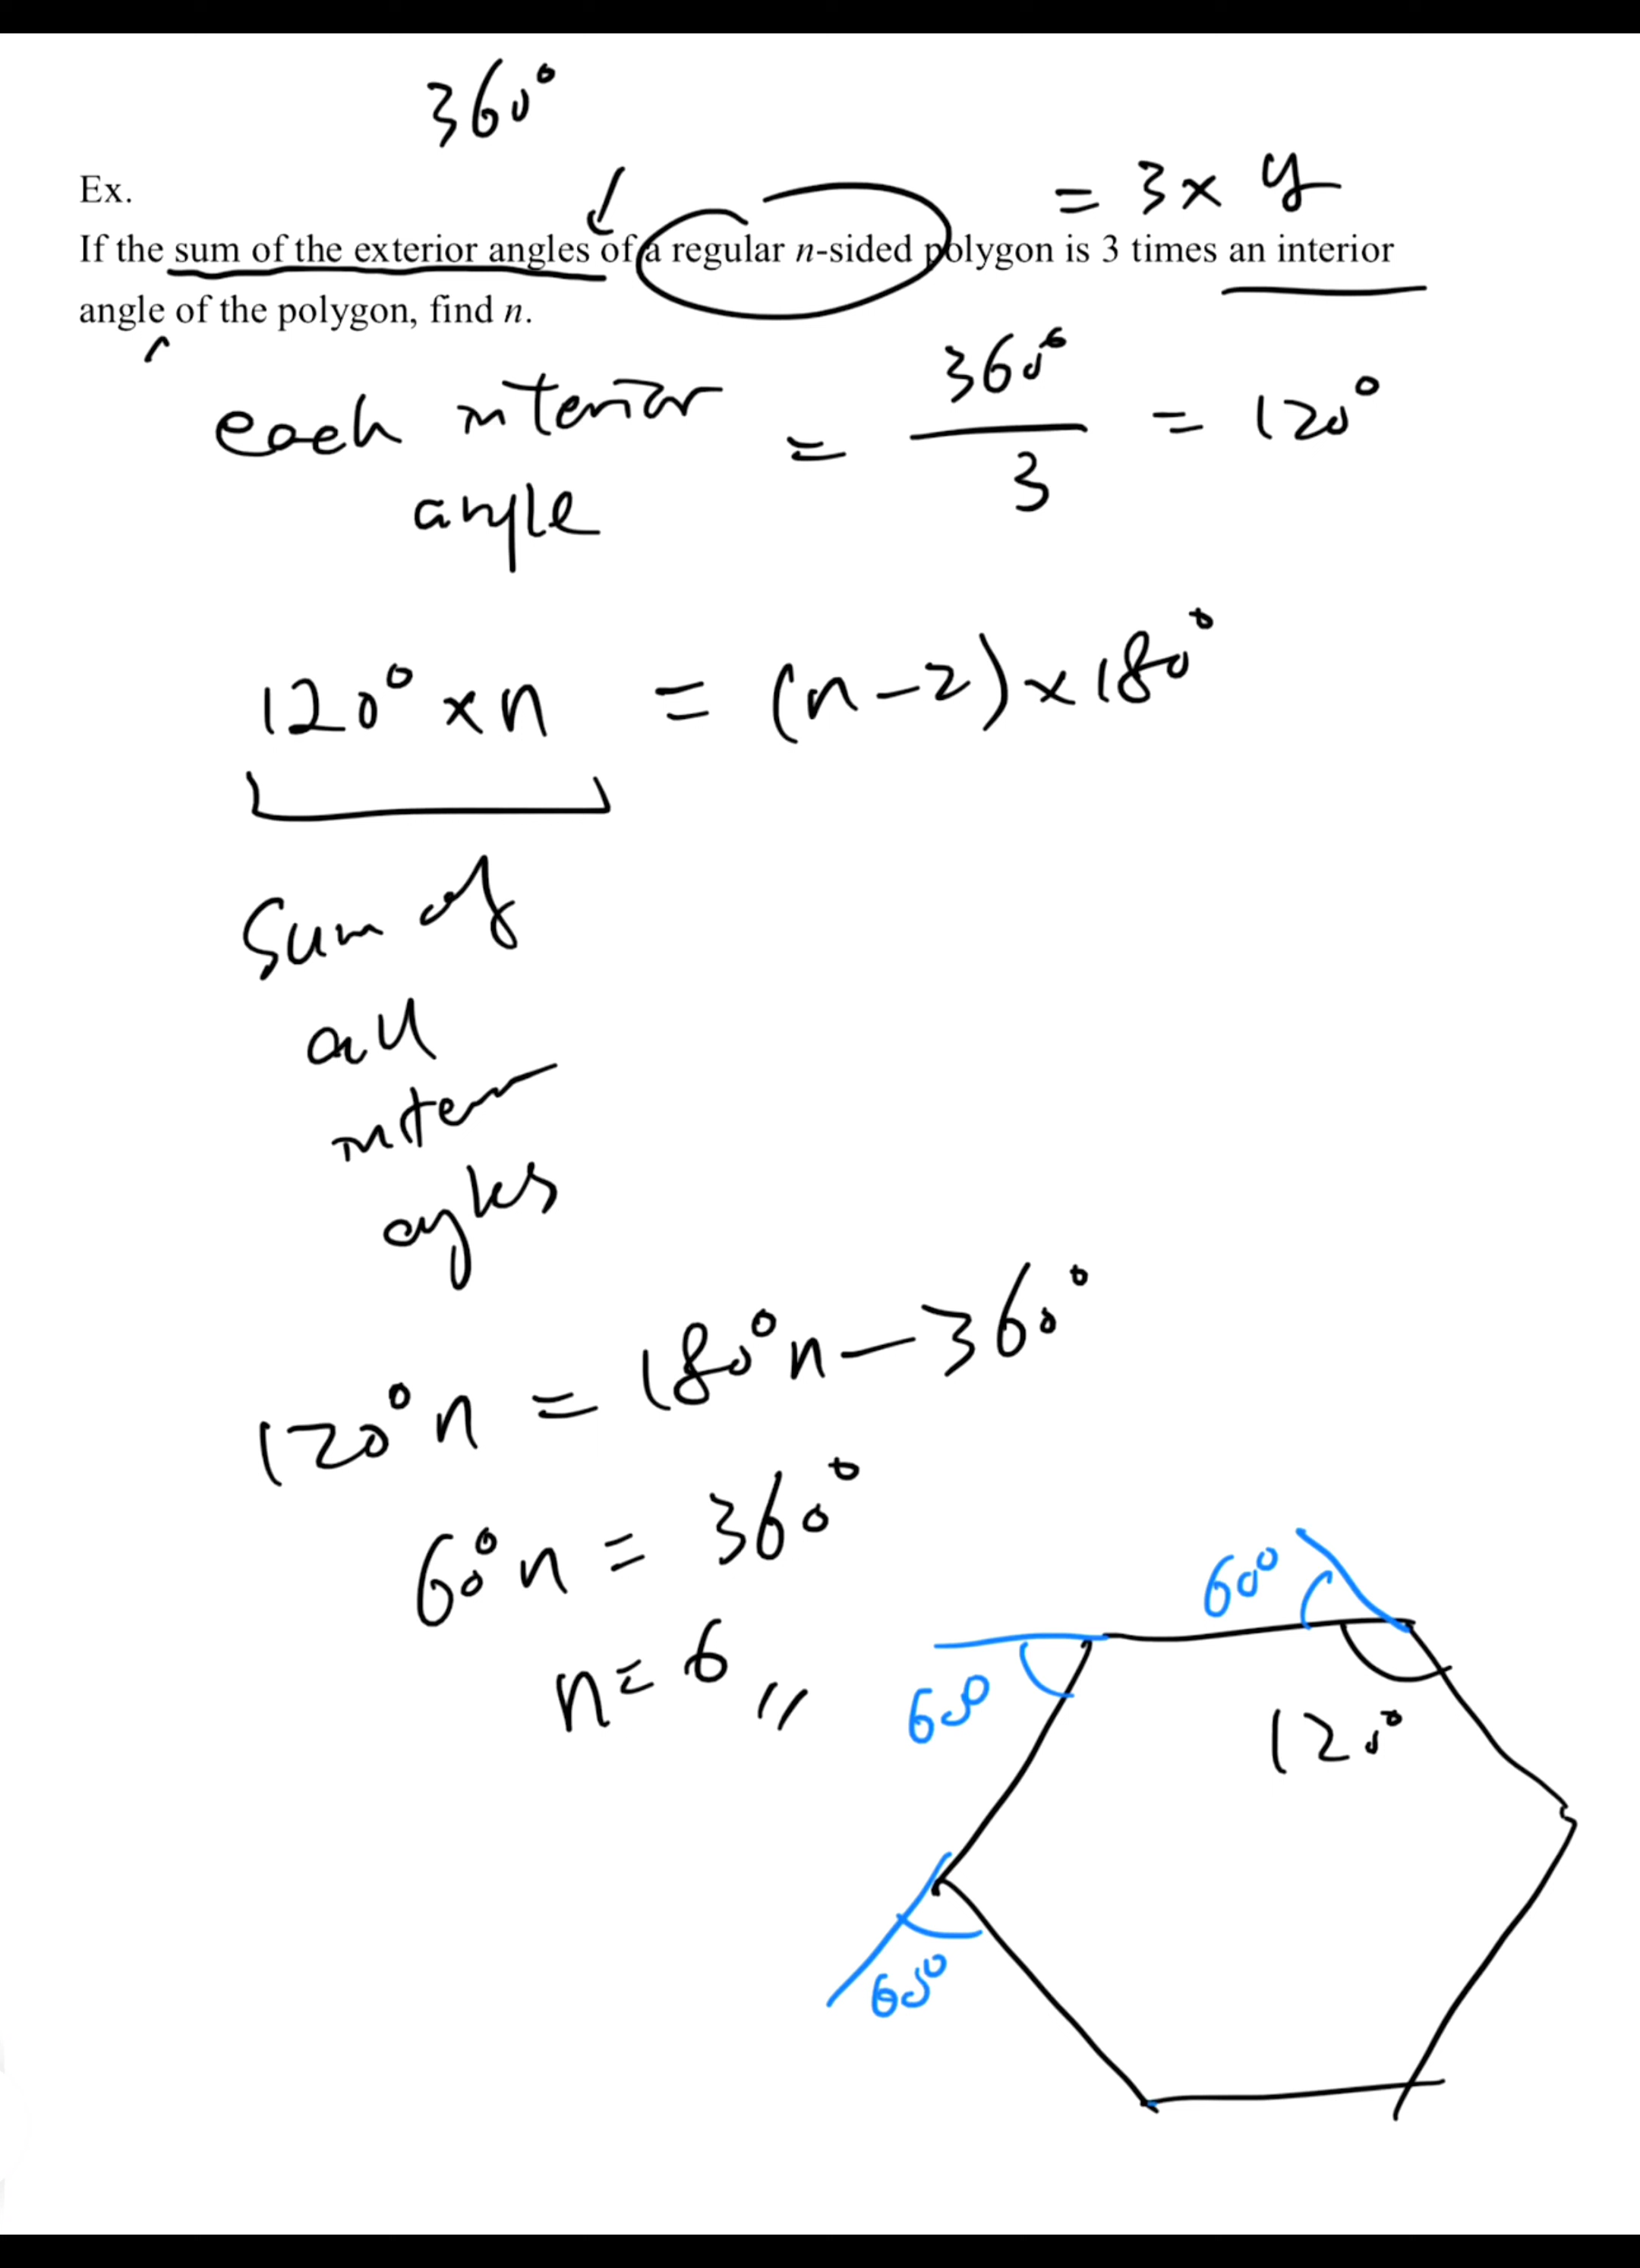 360°
= 3 × y
Ex.
If the sum of the exterior angles of a regular n-sided polygon is 3 times an interior
angle of the polygon, find n.
each interior angle = 360° / 3 = 120°
120° × n = (n − 2) × 180°
Sum of
all
interior
angles
120°n = 180°n − 360°
60°n = 360°
n = 6 //
60°
60°
120°
60°